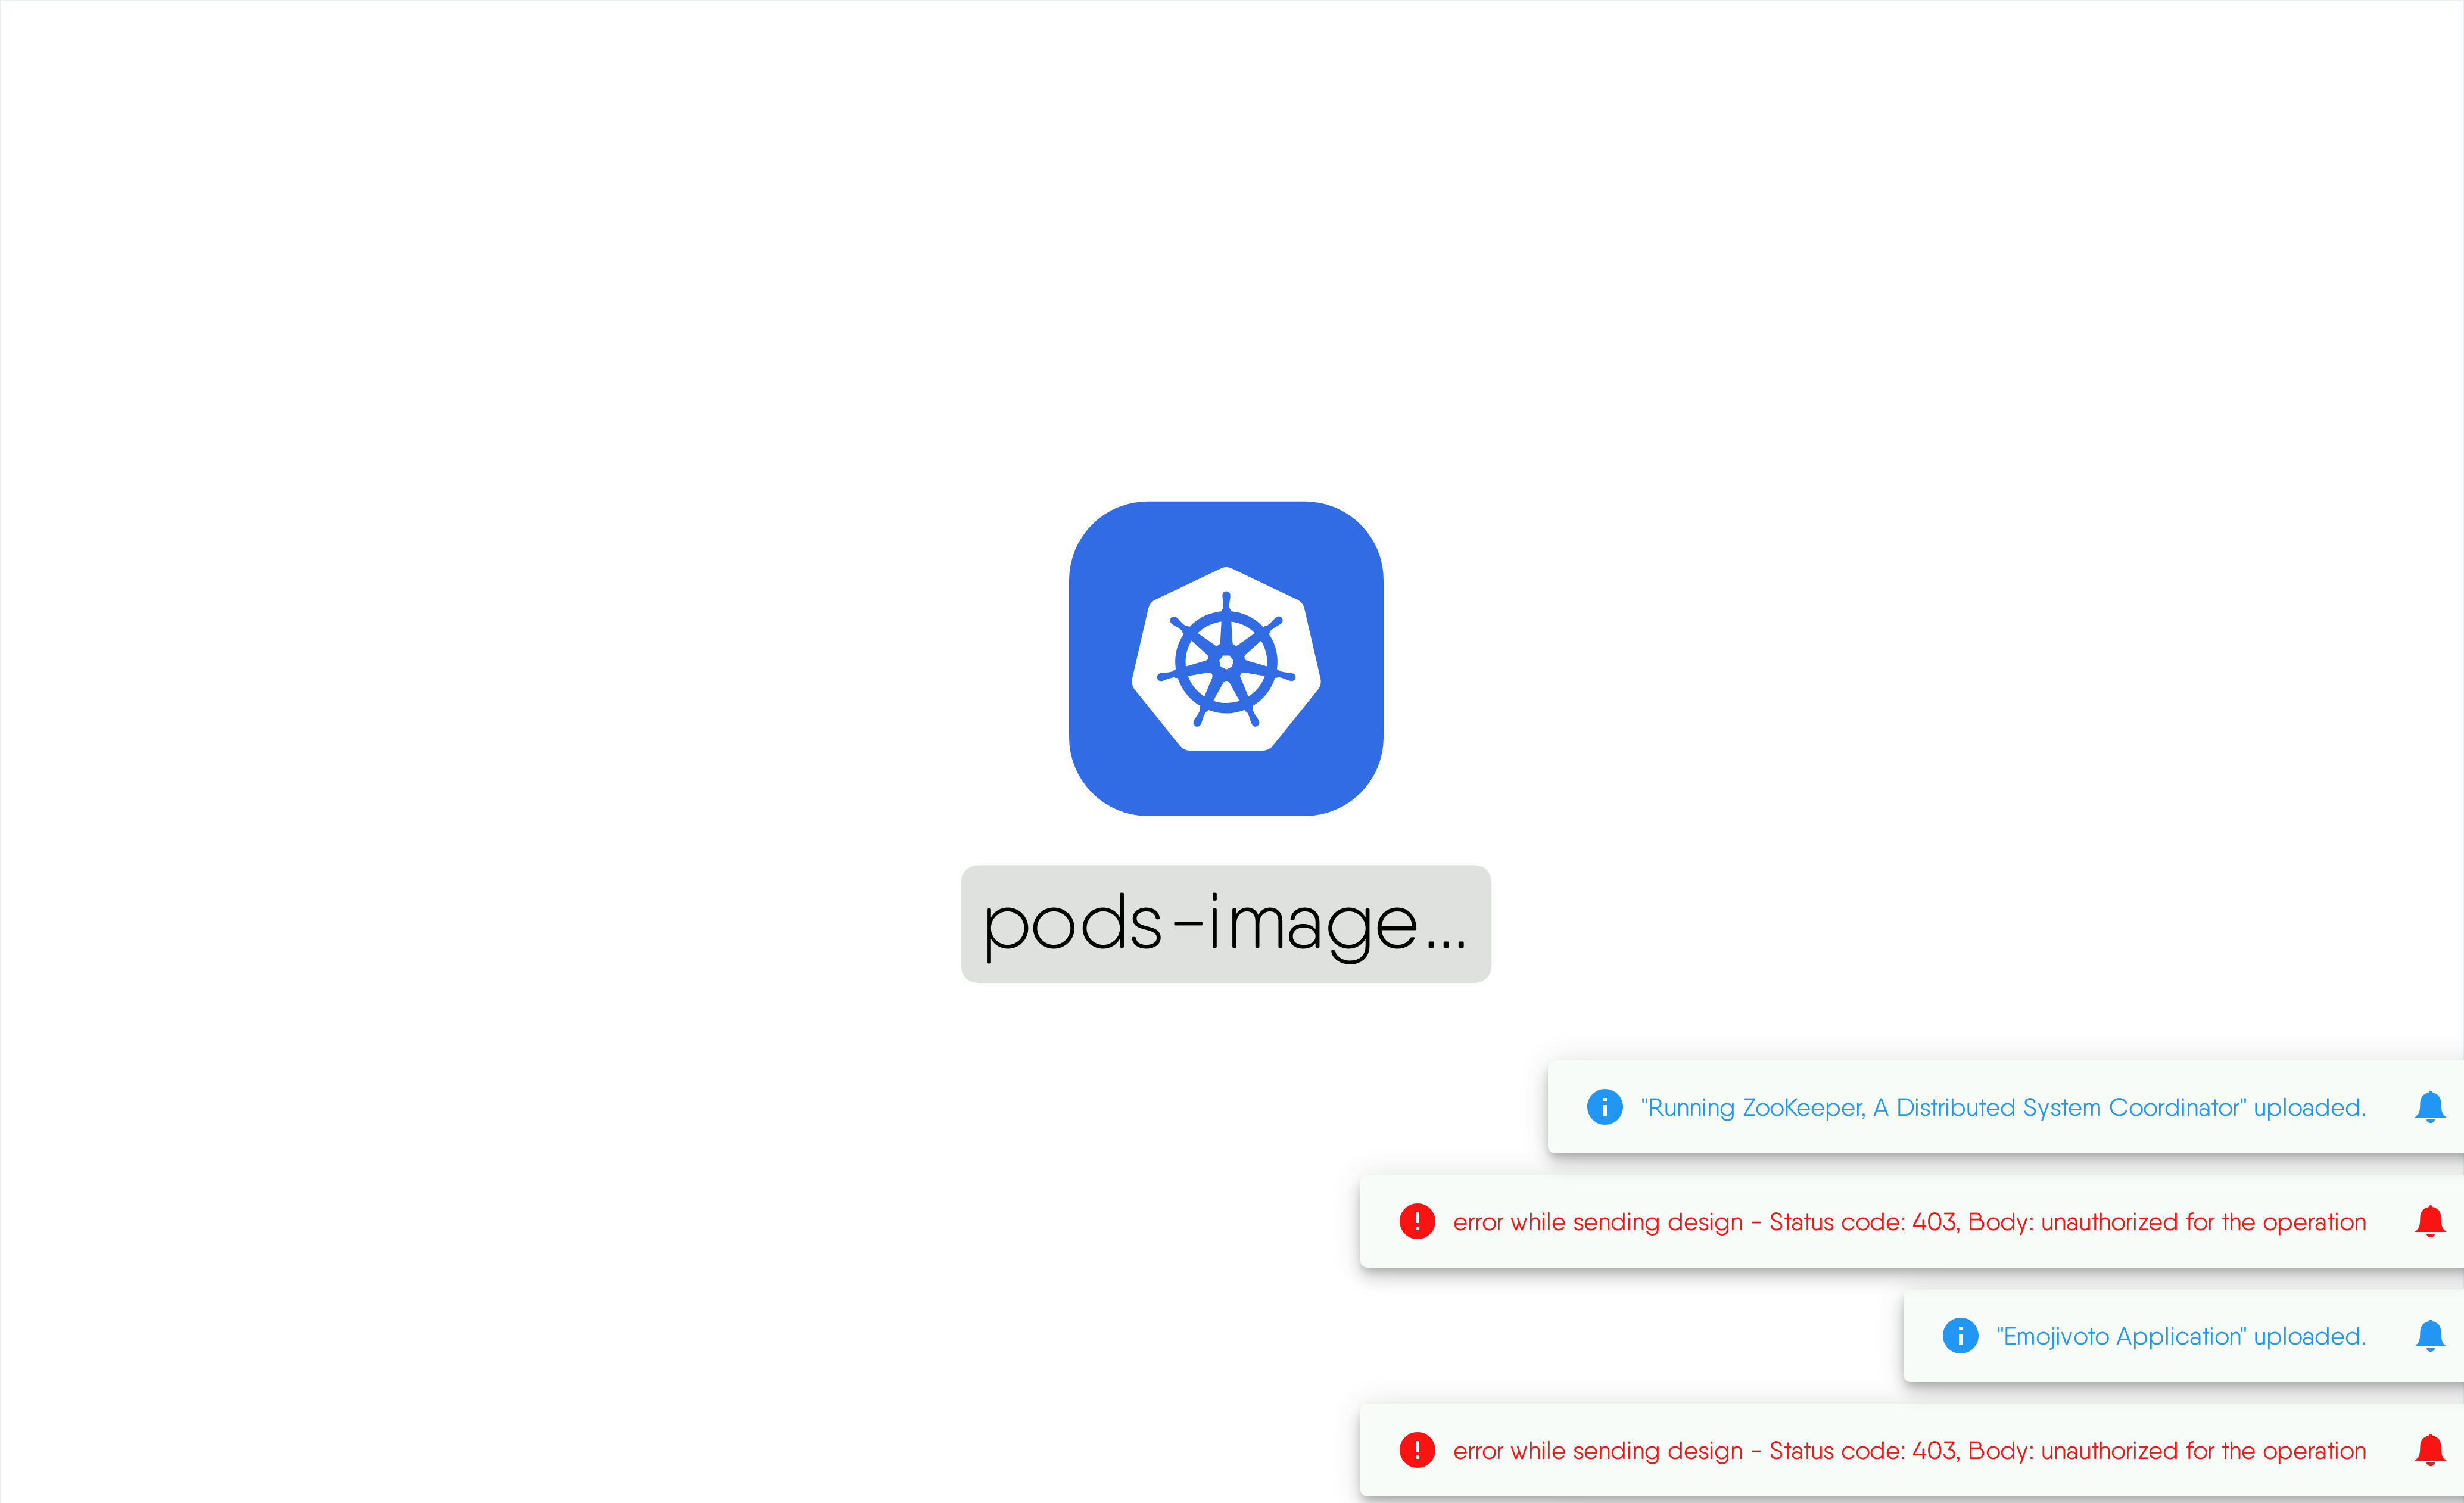 pods-image...
"Running ZooKeeper, A Distributed System Coordinator" uploaded.
error while sending design - Status code: 403, Body: unauthorized for the operation
"Emojivoto Application" uploaded.
error while sending design - Status code: 403, Body: unauthorized for the operation